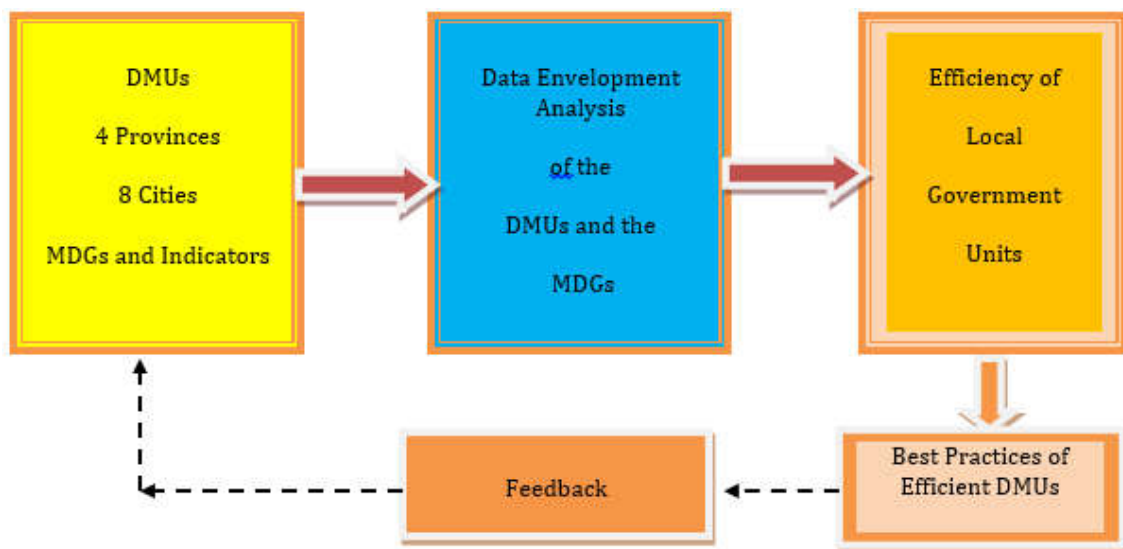 DMUs
4 Provinces
8 Cities
MDGs and Indicators
Data Envelopment
Analysis
of the
DMUs and the
MDGs
Efficiency of
Local
Government
Units
Best Practices of
Efficient DMUs
Feedback